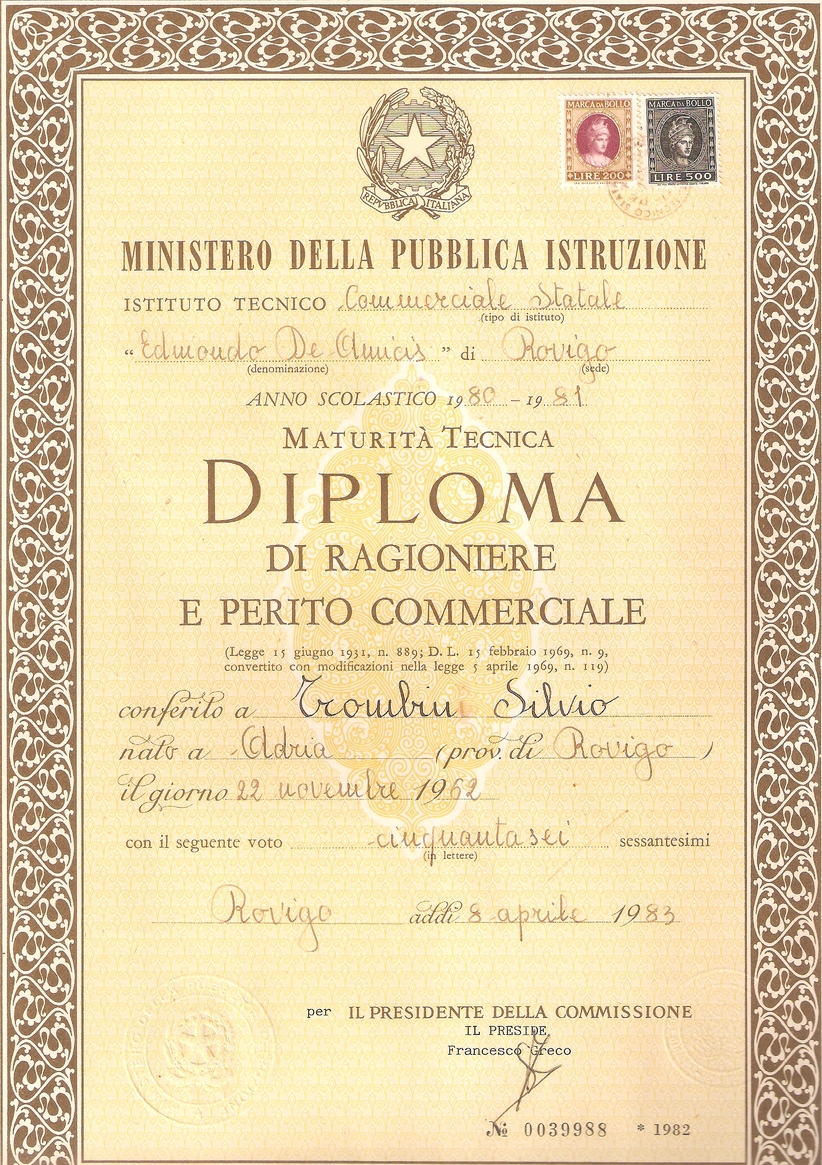 REPVBBLICA ITALIANA
MARCA DA BOLLO
LIRE 200
MARCA DA BOLLO
LIRE 500
MINISTERO DELLA PUBBLICA ISTRUZIONE
ISTITUTO TECNICO Commerciale Statale
(tipo di istituto)
“ Edmondo De Amicis ” di Rovigo
(denominazione) (sede)
ANNO SCOLASTICO 1980 – 1981
MATURITÀ TECNICA
DIPLOMA
DI RAGIONIERE
E PERITO COMMERCIALE
(Legge 15 giugno 1931, n. 889; D. L. 15 febbraio 1969, n. 9,
convertito con modificazioni nella legge 5 aprile 1969, n. 119)
conferito a Trombini Silvio
nato a Adria (prov. di Rovigo )
il giorno 22 novembre 1962
con il seguente voto cinquantasei sessantesimi
(in lettere)
Rovigo addì 8 aprile 1983
per IL PRESIDENTE DELLA COMMISSIONE
IL PRESIDE
Francesco Greco
№ 0039988 * 1982